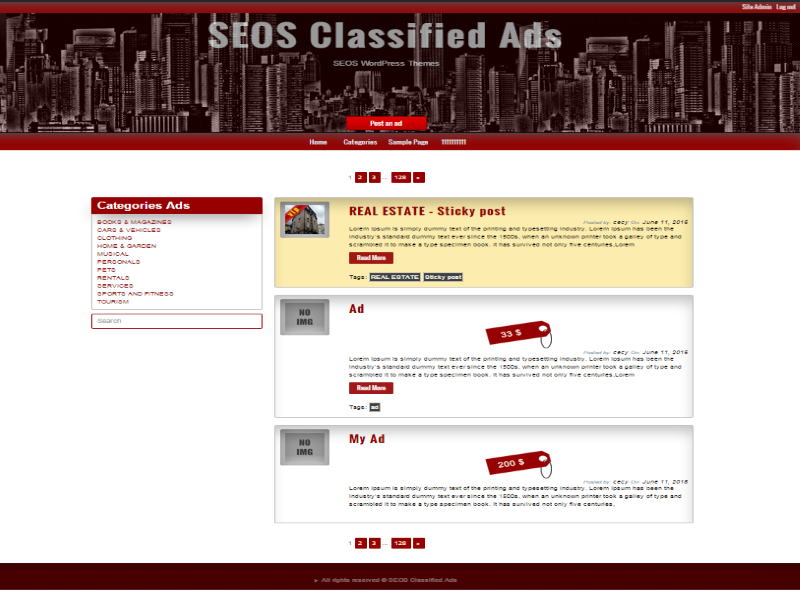 Site Admin Log out
SEOS Classified Ads
SEOS WordPress Themes
Post an ad
Home Categories Sample Page 11111111111
1 2 3 ... 128 »
Categories Ads
BOOKS & MAGAZINES
CARS & VEHICLES
CLOTHING
HOME & GARDEN
MUSICAL
PERSONALS
PETS
RENTALS
SERVICES
SPORTS AND FITNESS
TOURISM
Search
VIP
REAL ESTATE - Sticky post
Posted by: cecy On: June 11, 2015
Lorem Ipsum is simply dummy text of the printing and typesetting industry. Lorem Ipsum has been the
industry's standard dummy text ever since the 1500s, when an unknown printer took a galley of type and
scrambled it to make a type specimen book. It has survived not only five centuries,Lorem
Read More
Tags: REAL ESTATE Sticky post
NO
IMG
Ad
33 $
Posted by: cecy On: June 11, 2015
Lorem Ipsum is simply dummy text of the printing and typesetting industry. Lorem Ipsum has been the
industry's standard dummy text ever since the 1500s, when an unknown printer took a galley of type and
scrambled it to make a type specimen book. It has survived not only five centuries,Lorem
Read More
Tags: ad
NO
IMG
My Ad
200 $
Posted by: cecy On: June 11, 2015
Lorem Ipsum is simply dummy text of the printing and typesetting industry. Lorem Ipsum has been the
industry's standard dummy text ever since the 1500s, when an unknown printer took a galley of type and
scrambled it to make a type specimen book. It has survived not only five centuries,
1 2 3 ... 128 »
► All rights reserved © SEOS Classified Ads